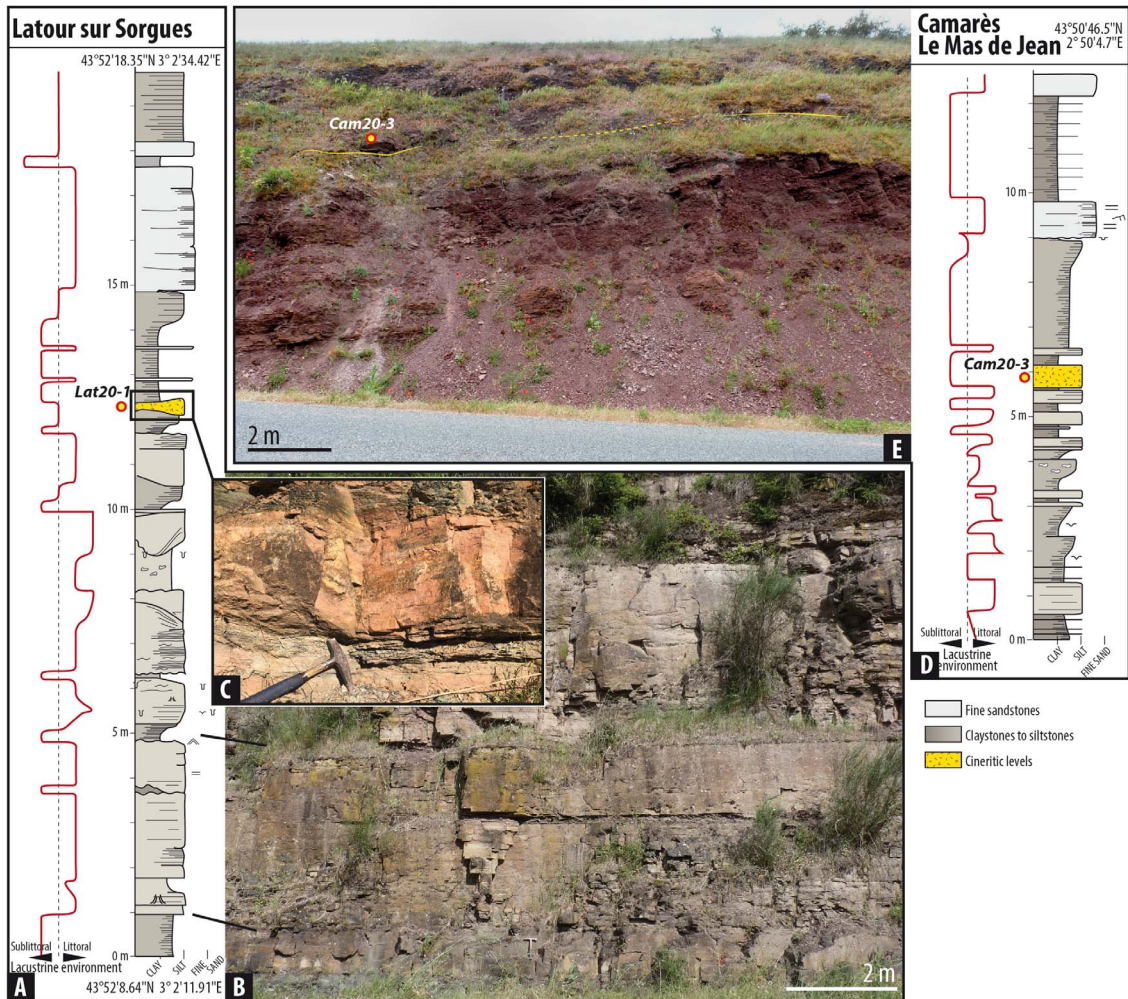 Latour sur Sorgues
43°52'18.35"N 3° 2'34.42"E
15 m
Lat20-1
10 m
5 m
0 m
Sublittoral
Littoral
Lacustrine environment
CLAY
SILT
FINE SAND
A
43°52'8.64"N 3° 2'11.91"E
B
2 m
C
Cam20-3
2 m
E
Camarès
Le Mas de Jean
43°50'46.5"N
2°50'4.7"E
10 m
Cam20-3
5 m
0 m
Sublittoral
Littoral
Lacustrine
environment
CLAY
SILT
FINE SAND
D
Fine sandstones
Claystones to siltstones
Cineritic levels